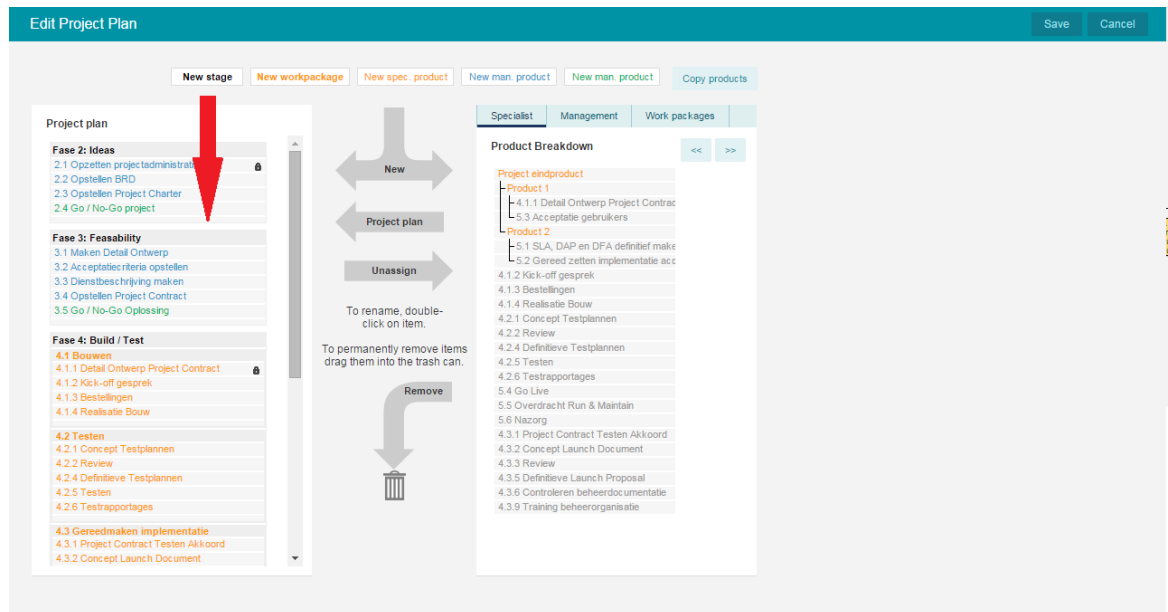 Edit Project Plan
Save
Cancel
New stage
New workpackage
New spec. product
New man. product
New man. product
Copy products
Project plan
Fase 2: Ideas
2.1 Opzetten
2.2 Opstellen BRD
2.3 Opstellen Project Charter
2.4 Go / No-Go project
Fase 3: Feasability
3.1 Maken Detail Ontwerp
3.2 Acceptatiecriteria opstellen
3.3 Dienstbeschrijving maken
3.4 Opstellen Project Contract
3.5 Go / No-Go Oplossing
Fase 4: Build / Test
4.1 Bouwen
4.1.1 Detail Ontwerp Project Contract
4.1.2 Kick-off gesprek
4.1.3 Bestellingen
4.1.4 Realisatie Bouw
4.2 Testen
4.2.1 Concept Testplannen
4.2.2 Review
4.2.4 Definitieve Testplannen
4.2.5 Testen
4.2.6 Testrapportages
4.3 Gereedmaken implementatie
4.3.1 Project Contract Testen Akkoord
4.3.2 Concept Launch Document
New
Project plan
Unassign
To rename, double-
click on item.
To permanently remove items
drag them into the trash can.
Remove
Specialist
Management
Work packages
Product Breakdown
<<
>>
Project eindproduct
Product 1
4.1.1 Detail Ontwerp Project Contrac
5.3 Acceptatie gebruikers
Product 2
5.1 SLA, DAP en DFA definitief make
5.2 Gereed zetten implementatie acc
4.1.2 Kick-off gesprek
4.1.3 Bestellingen
4.1.4 Realisatie Bouw
4.2.1 Concept Testplannen
4.2.2 Review
4.2.4 Definitieve Testplannen
4.2.5 Testen
4.2.6 Testrapportages
5.4 Go Live
5.5 Overdracht Run & Maintain
5.6 Nazorg
4.3.1 Project Contract Testen Akkoord
4.3.2 Concept Launch Document
4.3.3 Review
4.3.5 Definitieve Launch Proposal
4.3.6 Controleren beheerdocumentatie
4.3.9 Training beheerorganisatie